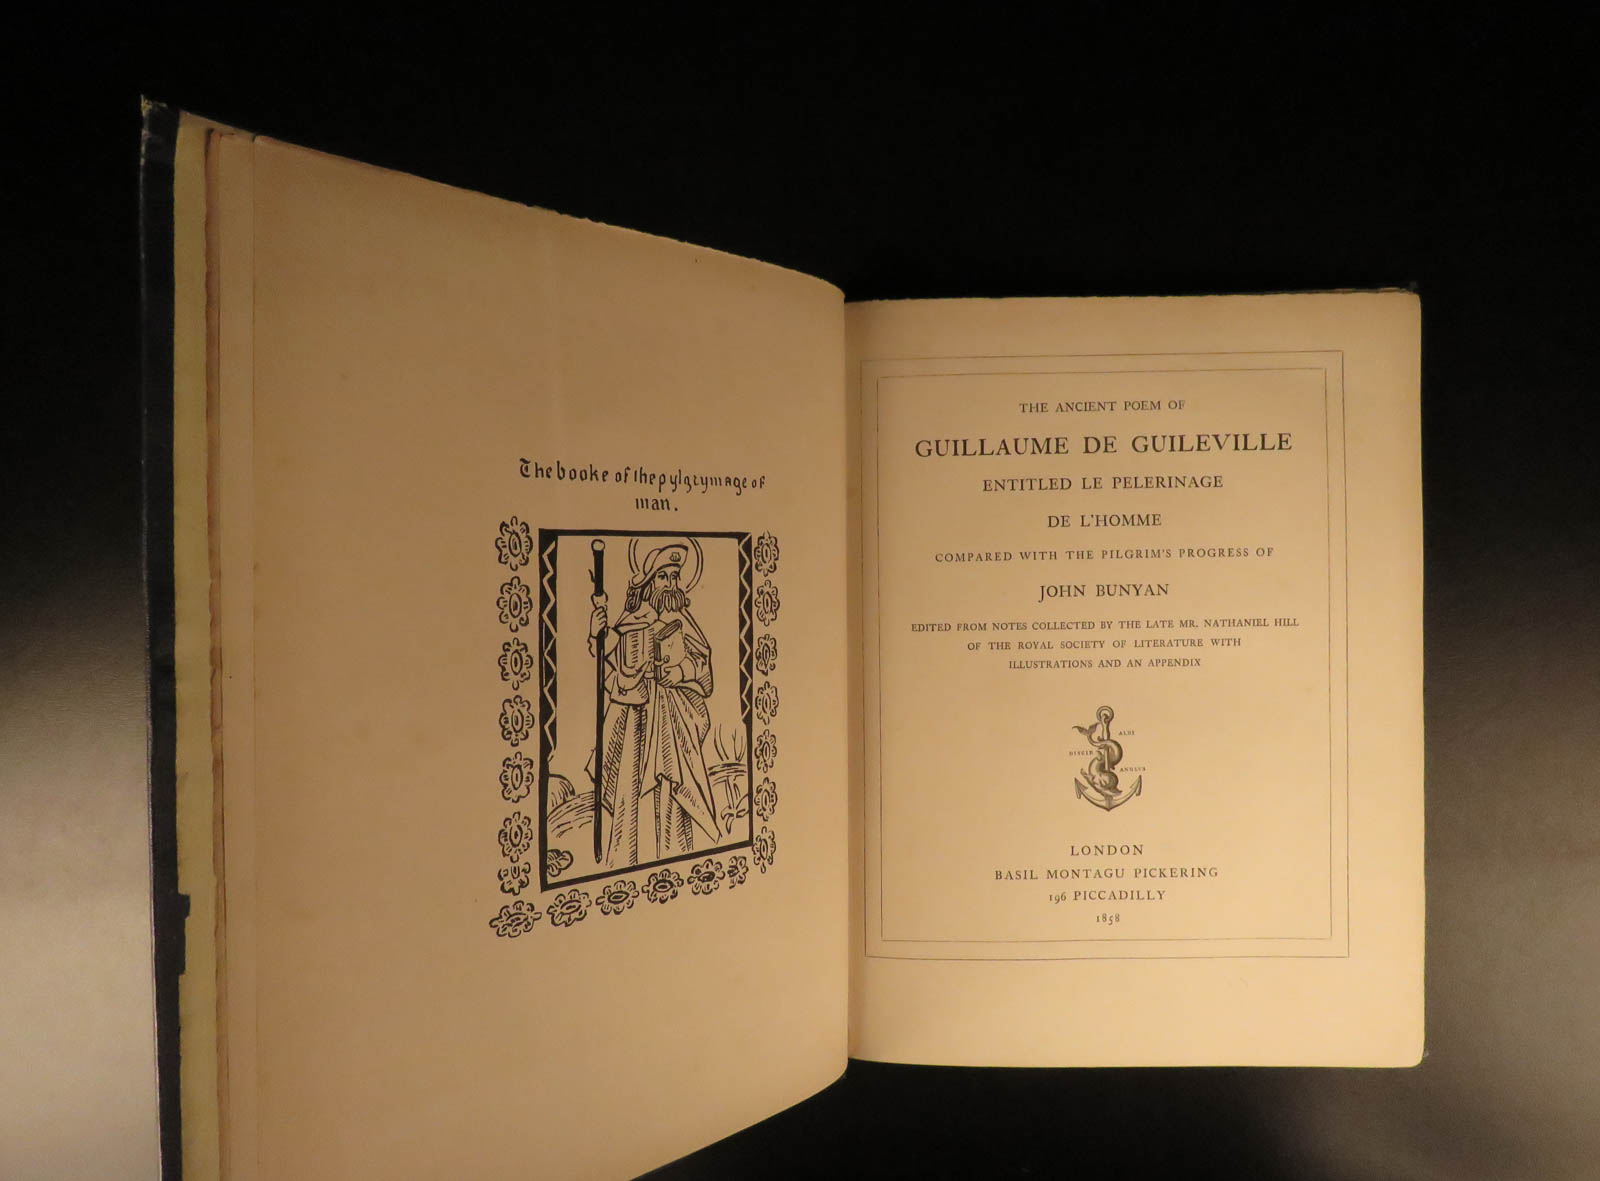 The booke of the pylgrymage of
man.
THE ANCIENT POEM OF
GUILLAUME DE GUILEVILLE
ENTITLED LE PELERINAGE
DE L'HOMME
COMPARED WITH THE PILGRIM'S PROGRESS OF
JOHN BUNYAN
EDITED FROM NOTES COLLECTED BY THE LATE MR. NATHANIEL HILL
OF THE ROYAL SOCIETY OF LITERATURE WITH
ILLUSTRATIONS AND AN APPENDIX
ALDI
DISCIP.
ANGLVS
LONDON
BASIL MONTAGU PICKERING
196 PICCADILLY
1858